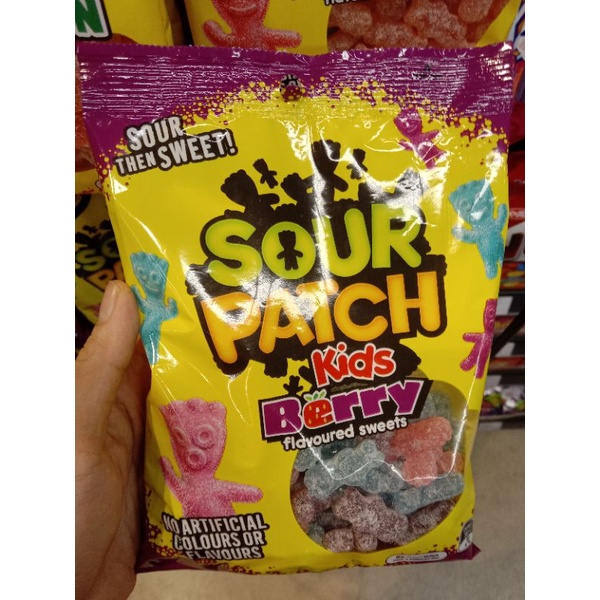 SOUR
THEN SWEET!
SOUR
PATCH
Kids
Berry
flavoured sweets
NO ARTIFICIAL
COLOURS OR
FLAVOURS